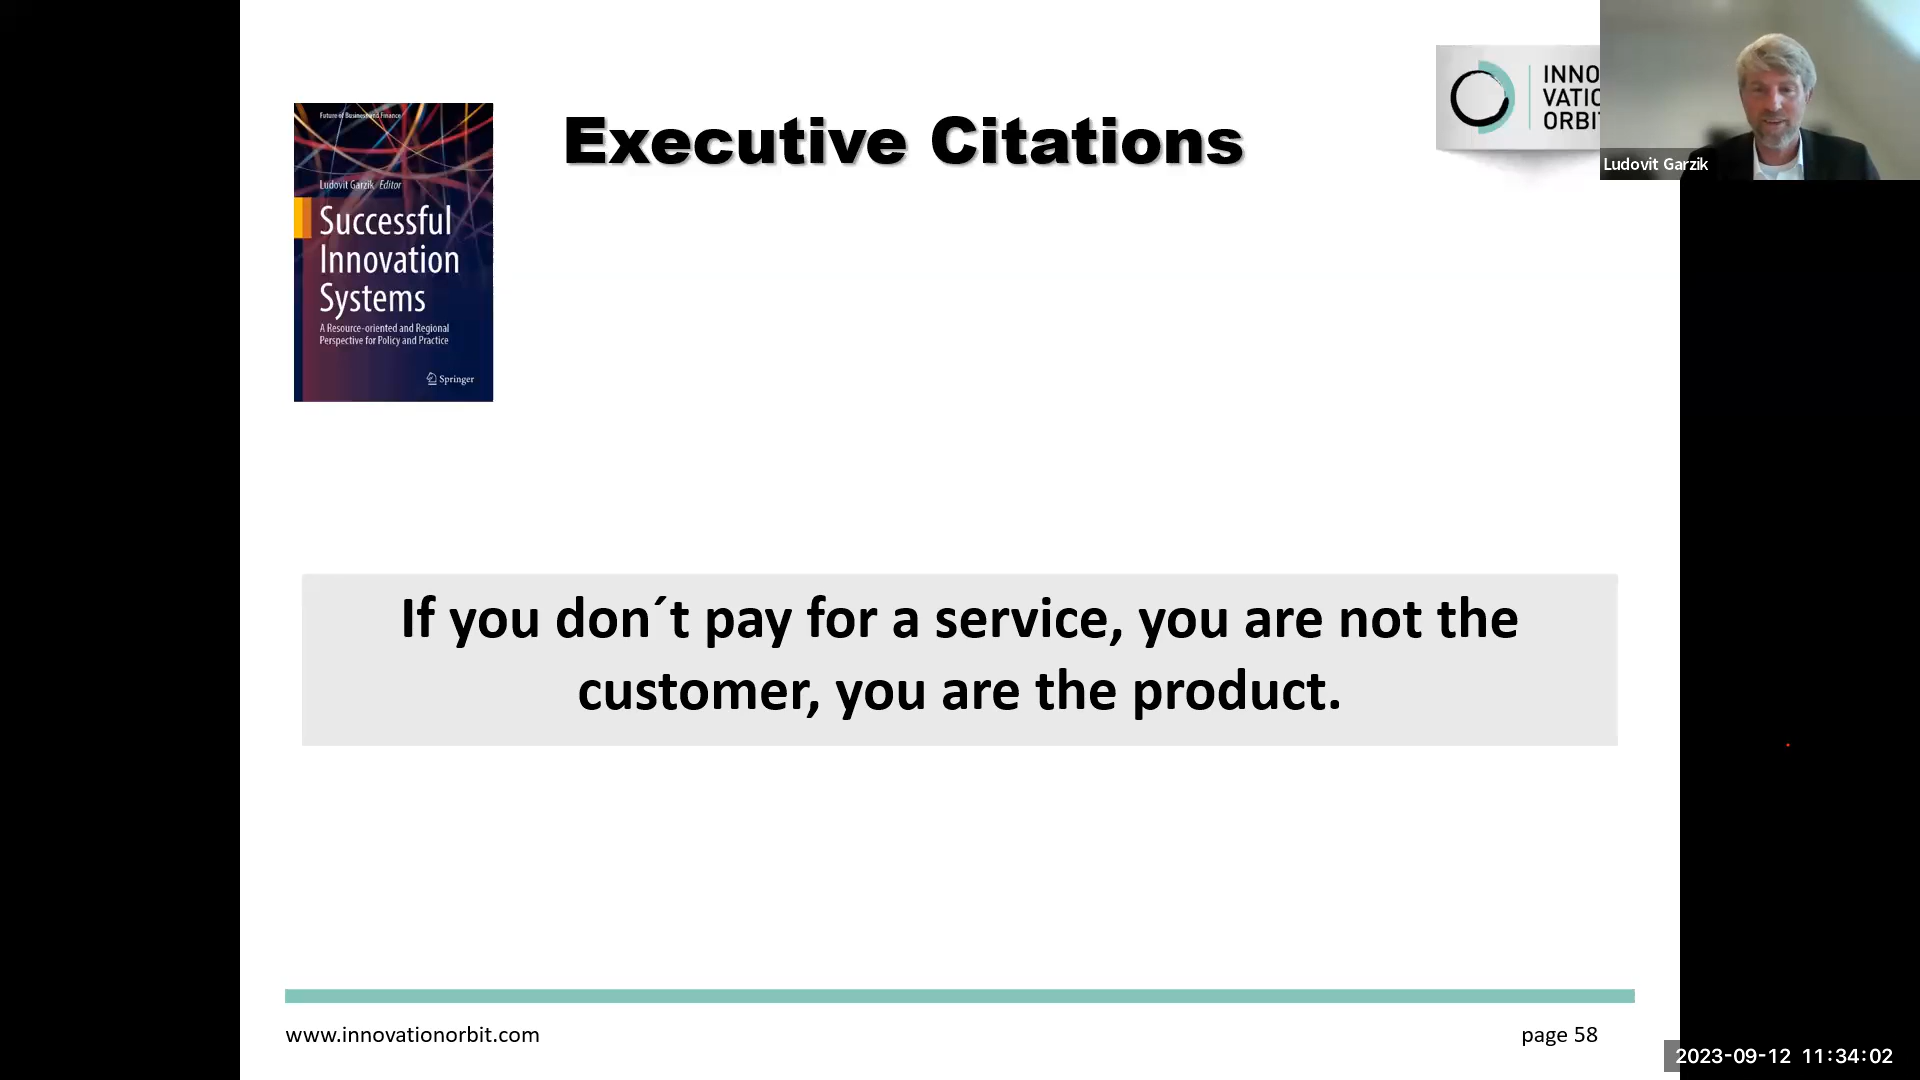 Future of Business and Finance
Ludovit Garzik Editor
Successful
Innovation
Systems
A Resource-oriented and Regional
Perspective for Policy and Practice
Springer
Executive Citations
INNO
VATIO
ORBIT
Ludovit Garzik
If you don´t pay for a service, you are not the
customer, you are the product.
www.innovationorbit.com
page 58
2023-09-12 11:34:02